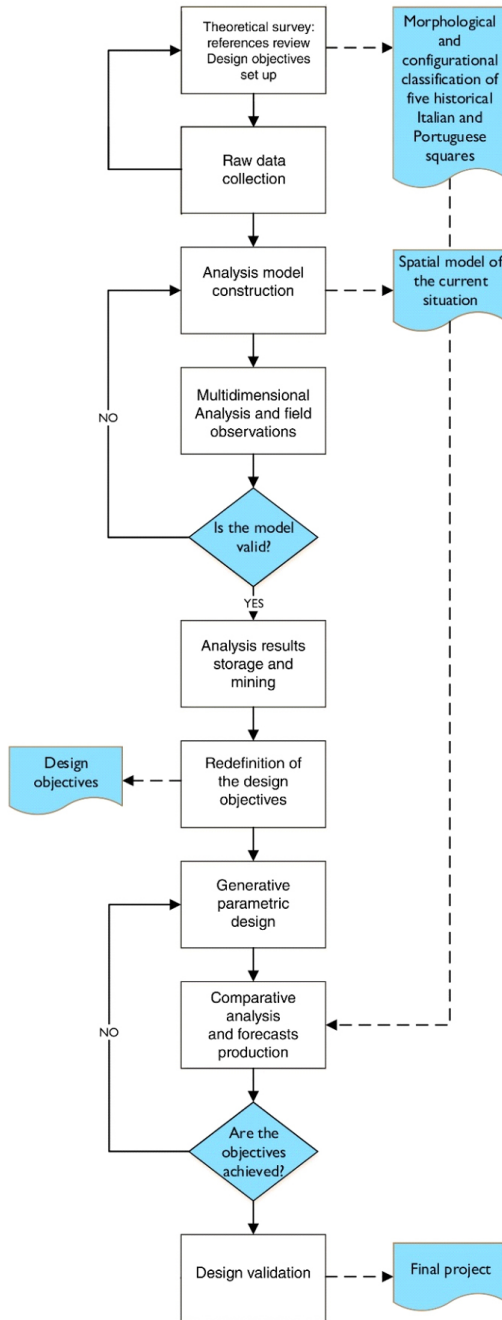 Theoretical survey:
references review
Design objectives
set up
Morphological
and
configurational
classification of
five historical
Italian and
Portuguese
squares
Raw data
collection
Analysis model
construction
Spatial model of
the current
situation
Multidimensional
Analysis and field
observations
NO
Is the model
valid?
YES
Analysis results
storage and
mining
Design
objectives
Redefinition of
the design
objectives
Generative
parametric
design
Comparative
analysis
and forecasts
production
NO
Are the
objectives
achieved?
Design validation
Final project